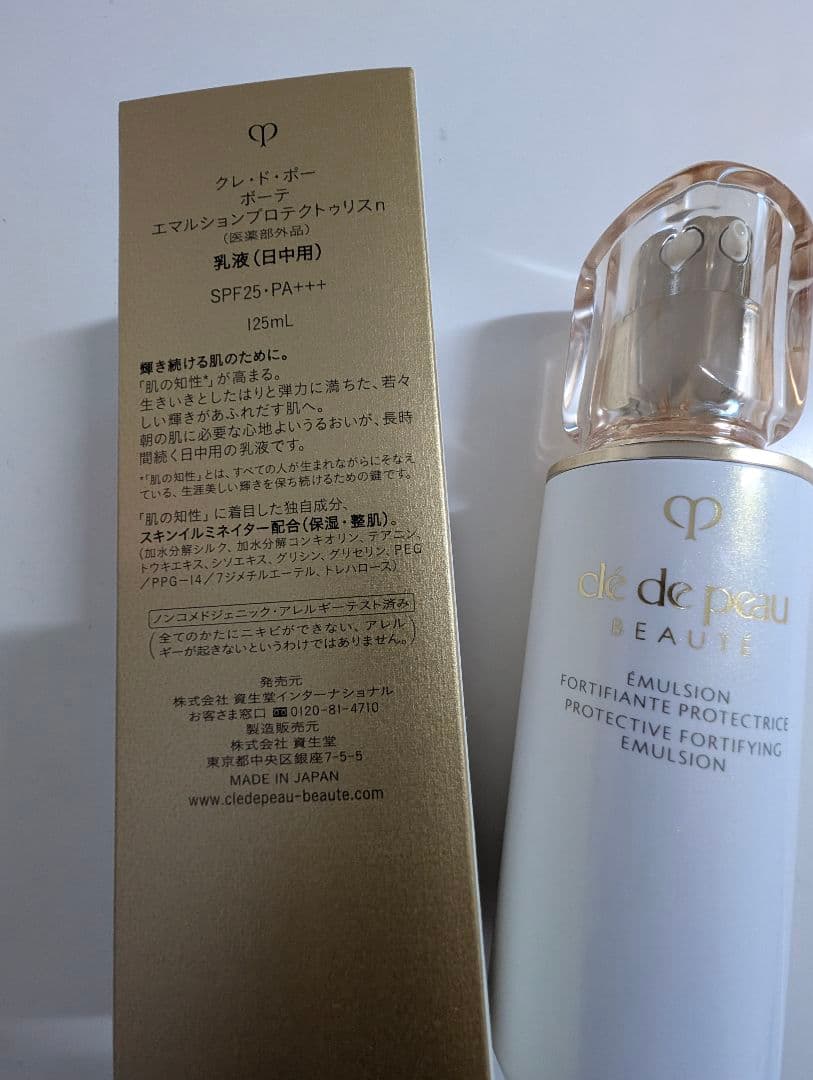 クレ・ド・ポー
ボーテ
エマルションプロテクトゥリスn
(医薬部外品)
乳液(日中用)
SPF25・PA+++
125mL
輝き続ける肌のために。
「肌の知性*」が高まる。
生きいきとしたはりと弾力に満ちた、若々
しい輝きがあふれだす肌へ。
朝の肌に必要な心地よいうるおいが、長時
間続く日中用の乳液です。
*「肌の知性」とは、すべての人が生まれながらにそなえ
ている、生涯美しい輝きを保ち続けるための鍵です。
「肌の知性」に着目した独自成分、
スキンイルミネイター配合(保湿・整肌)。
(加水分解シルク、加水分解コンキオリン、テアニン、
トウキエキス、シソエキス、グリシン、グリセリン、PEG
/PPG-14/7ジメチルエーテル、トレハロース)
ノンコメドジェニック・アレルギーテスト済み
(全てのかたにニキビができない、アレル
ギーが起きないというわけではありません。)
発売元
株式会社 資生堂インターナショナル
お客さま窓口 0120-81-4710
製造販売元
株式会社 資生堂
東京都中央区銀座7-5-5
MADE IN JAPAN
www.cledepeau-beaute.com
clé de peau
BEAUTÉ
ÉMULSION
FORTIFIANTE PROTECTRICE
PROTECTIVE FORTIFYING
EMULSION